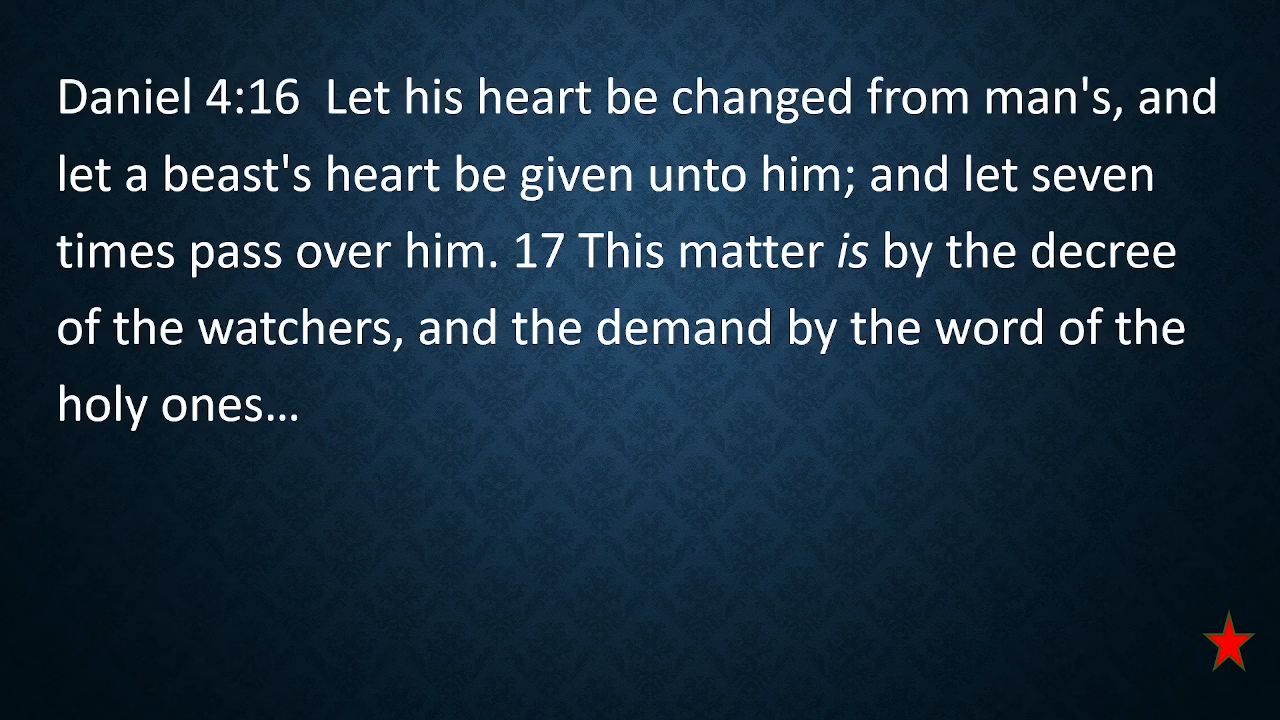 Daniel 4:16  Let his heart be changed from man's, and
let a beast's heart be given unto him; and let seven
times pass over him. 17 This matter is by the decree
of the watchers, and the demand by the word of the
holy ones…